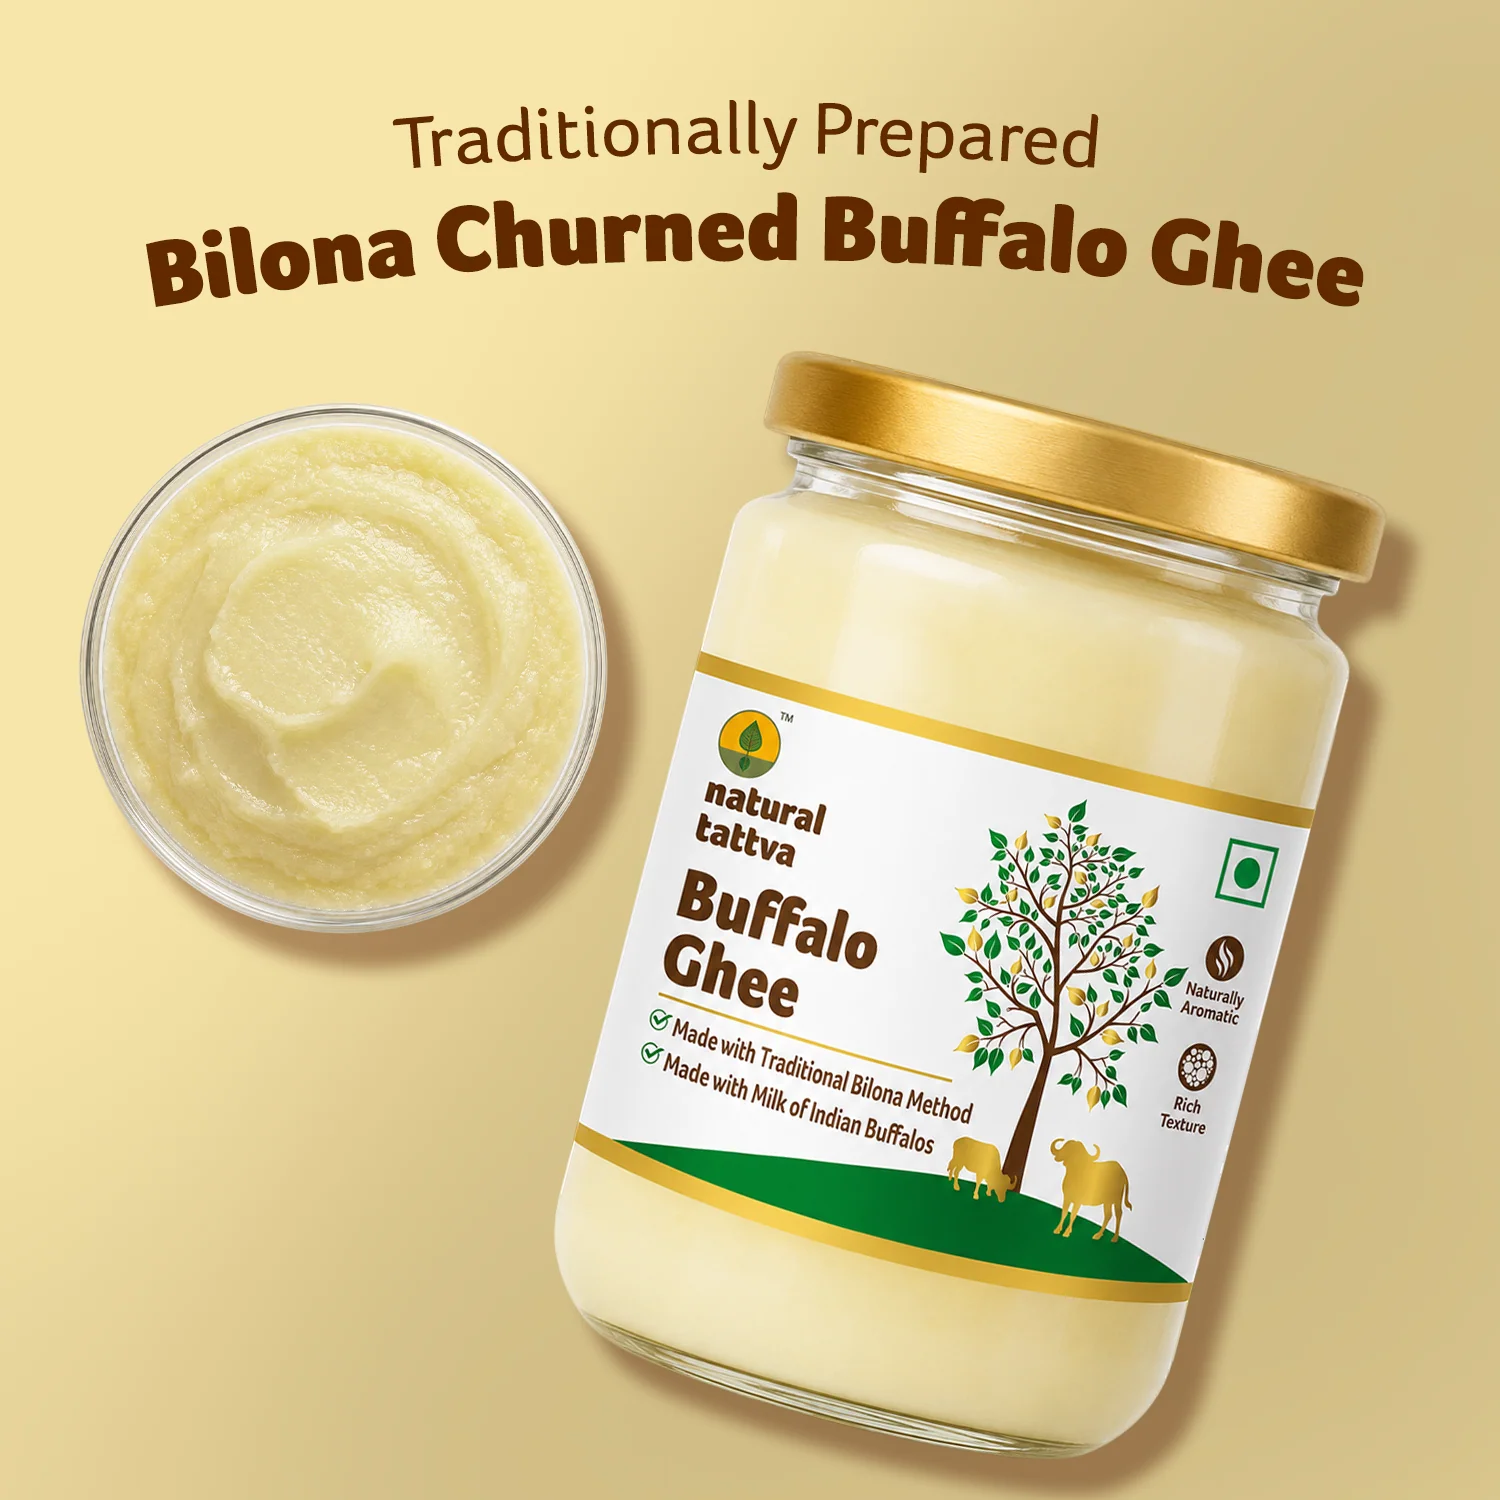 Traditionally Prepared
Bilona Churned Buffalo Ghee
TM
natural
tattva
Buffalo
Ghee
Made with Traditional Bilona Method
Made with Milk of Indian Buffalos
Naturally
Aromatic
Rich
Texture